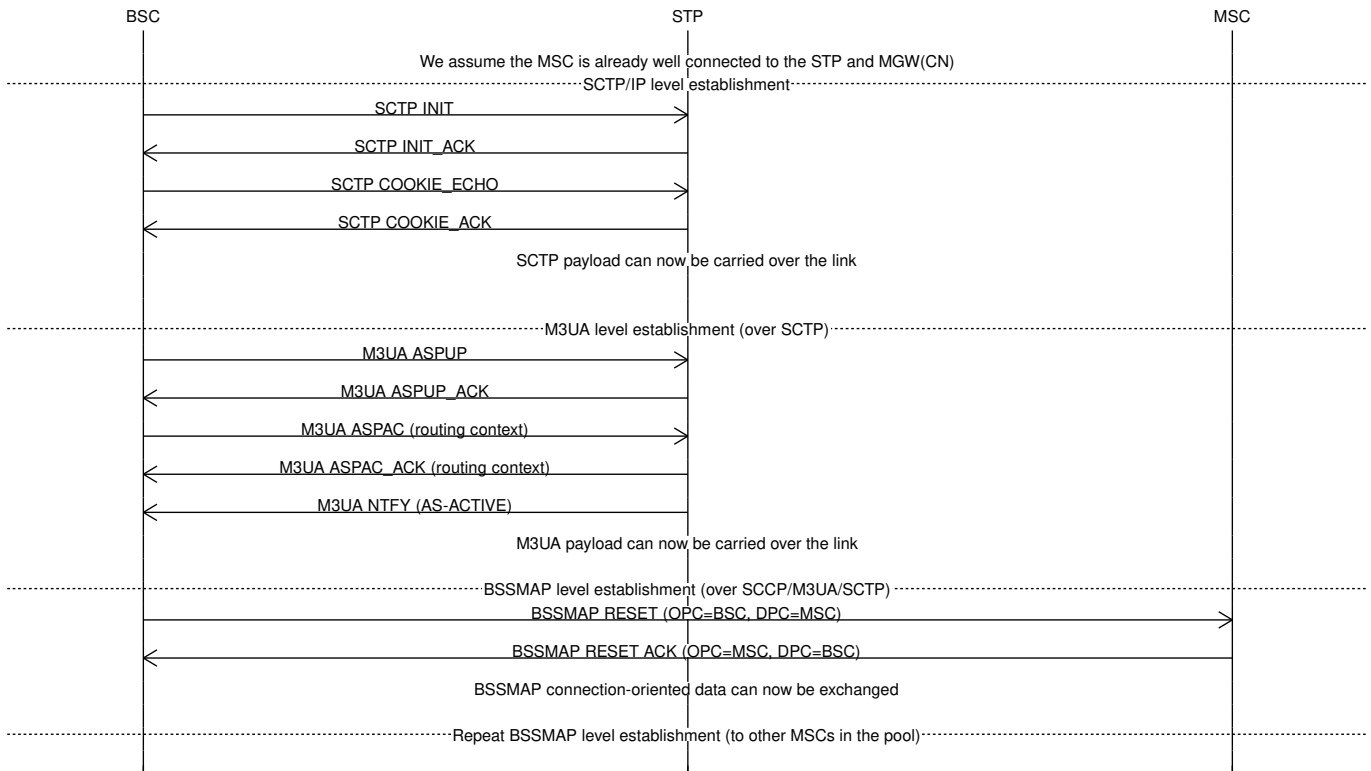 BSC STP MSC
We assume the MSC is already well connected to the STP and MGW(CN)
SCTP/IP level establishment
SCTP INIT
SCTP INIT_ACK
SCTP COOKIE_ECHO
SCTP COOKIE_ACK
SCTP payload can now be carried over the link
M3UA level establishment (over SCTP)
M3UA ASPUP
M3UA ASPUP_ACK
M3UA ASPAC (routing context)
M3UA ASPAC_ACK (routing context)
M3UA NTFY (AS-ACTIVE)
M3UA payload can now be carried over the link
BSSMAP level establishment (over SCCP/M3UA/SCTP)
BSSMAP RESET (OPC=BSC, DPC=MSC)
BSSMAP RESET ACK (OPC=MSC, DPC=BSC)
BSSMAP connection-oriented data can now be exchanged
Repeat BSSMAP level establishment (to other MSCs in the pool)